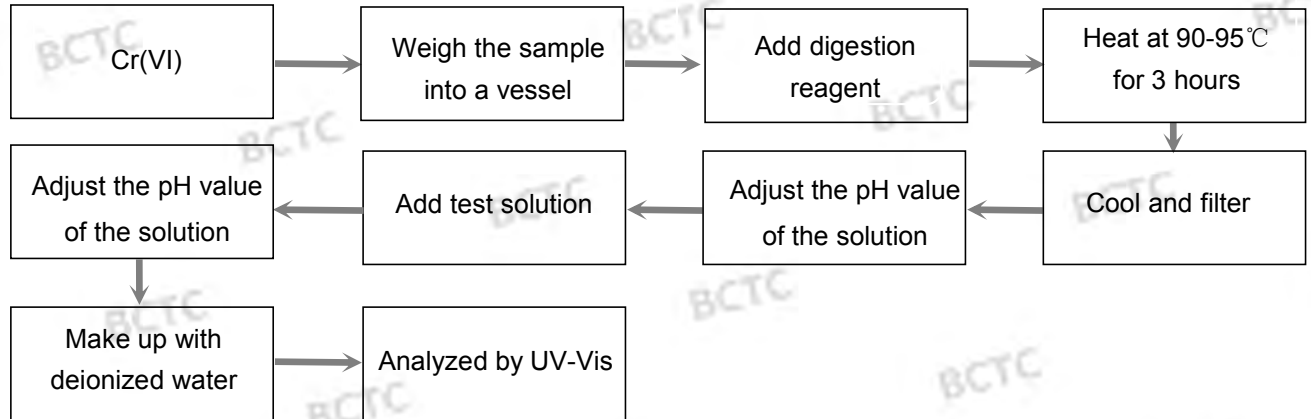 Cr(VI)
Weigh the sample
into a vessel
Add digestion
reagent
Heat at 90-95℃
for 3 hours
Cool and filter
Adjust the pH value
of the solution
Add test solution
Adjust the pH value
of the solution
Make up with
deionized water
Analyzed by UV-Vis
BCTC
BCTC
BCTC
BCTC
BCTC
BCTC
BCTC
BCTC
BCTC
BCTC